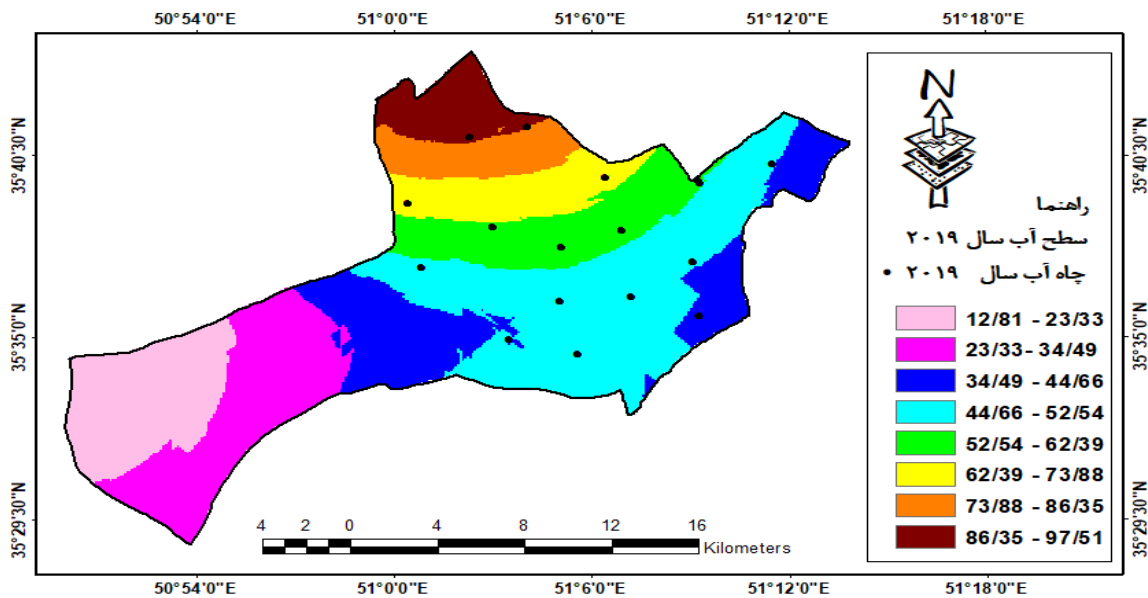 50°54'0"E 51°0'0"E 51°6'0"E 51°12'0"E 51°18'0"E
35°40'30"N 35°40'30"N
35°35'0"N 35°35'0"N
35°29'30"N 35°29'30"N
N
راهنما
سطح آب سال ۲۰۱۹
چاه آب سال ۲۰۱۹
12/81 - 23/33
23/33 - 34/49
34/49 - 44/66
44/66 - 52/54
52/54 - 62/39
62/39 - 73/88
73/88 - 86/35
86/35 - 97/51
4 2 0 4 8 12 16
Kilometers
50°54'0"E 51°0'0"E 51°6'0"E 51°12'0"E 51°18'0"E